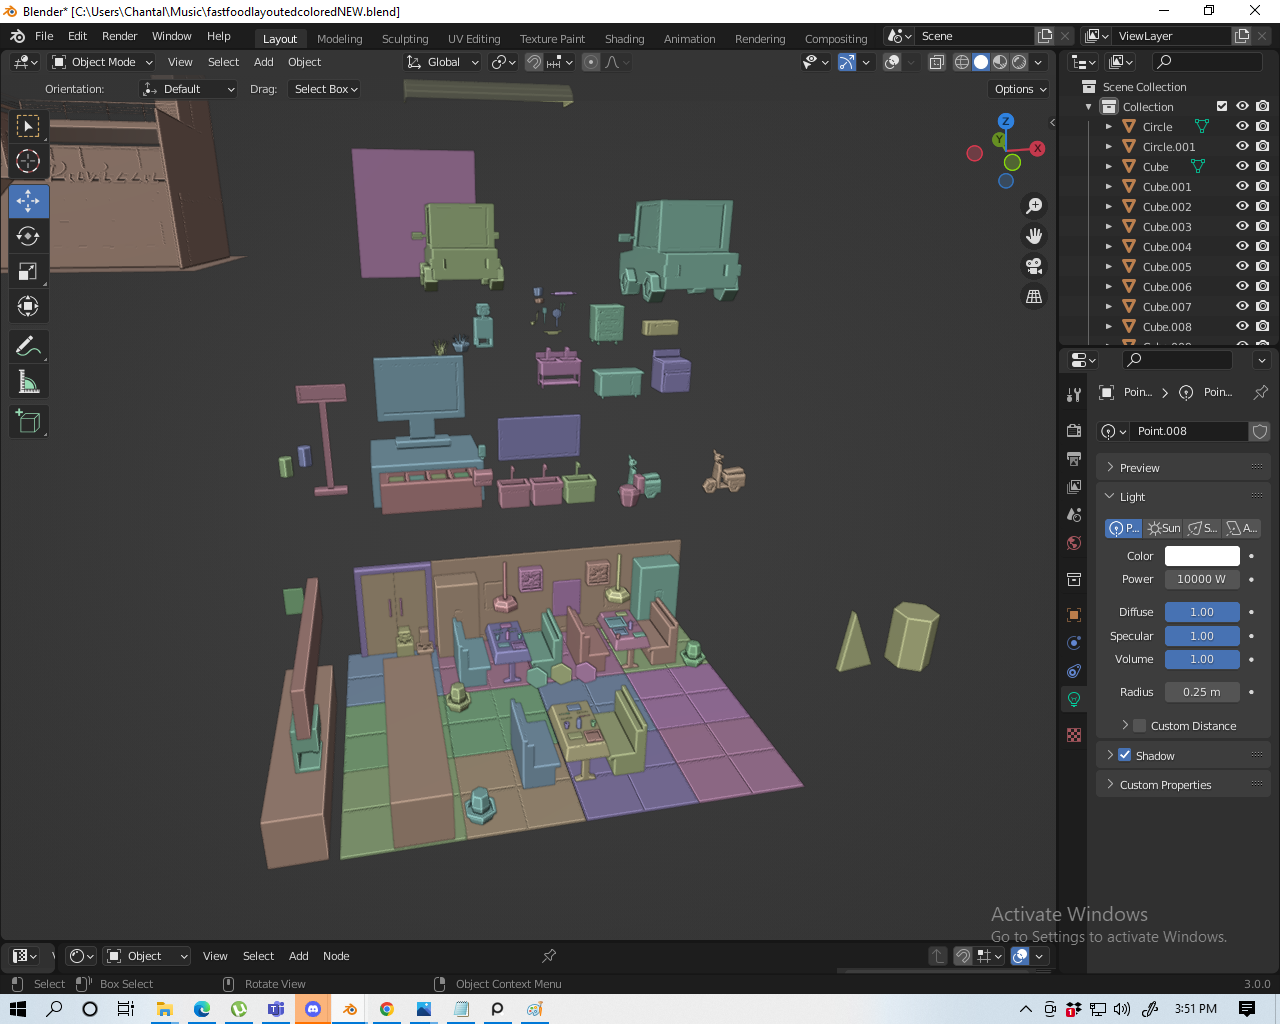 Blender* [C:\Users\Chantal\Music\fastfoodlayoutedcoloredNEW.blend]
File Edit Render Window Help Layout Modeling Sculpting UV Editing Texture Paint Shading Animation Rendering Compositing Scene ViewLayer
Object Mode View Select Add Object Global
Orientation: Default Drag: Select Box Options
Z
Y
X
Scene Collection
Collection
Circle
Circle.001
Cube
Cube.001
Cube.002
Cube.003
Cube.004
Cube.005
Cube.006
Cube.007
Cube.008
Poin... Poin...
Point.008
Preview
Light
P... Sun S... A...
Color
Power 10000 W
Diffuse 1.00
Specular 1.00
Volume 1.00
Radius 0.25 m
Custom Distance
Shadow
Custom Properties
Activate Windows
Go to Settings to activate Windows.
Object View Select Add Node
Select Box Select Rotate View Object Context Menu 3.0.0
3:51 PM